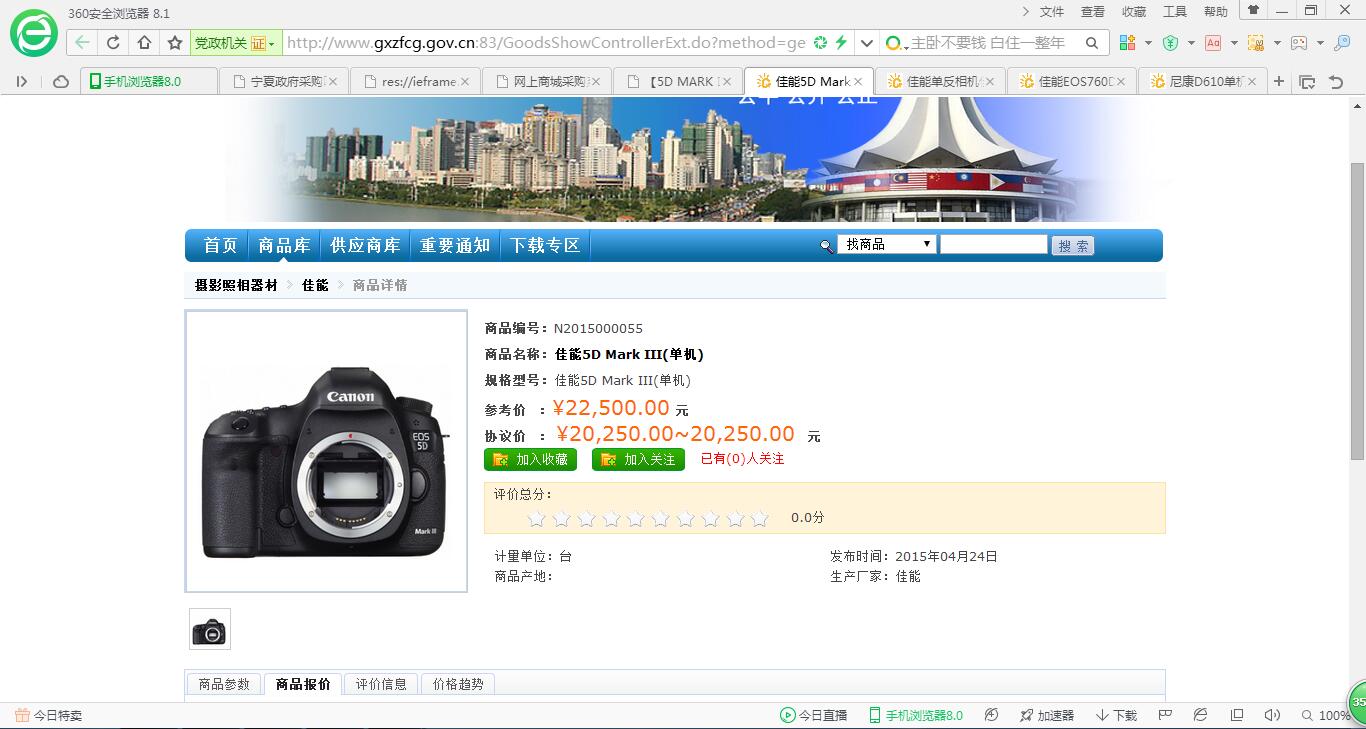 360安全浏览器 8.1
文件 查看 收藏 工具 帮助
党政机关 证 http://www.gxzfcg.gov.cn:83/GoodsShowControllerExt.do?method=ge
主卧不要钱 白住一整年
手机浏览器8.0 宁夏政府采购 res://ieframe. 网上商城采购 【5D MARK 佳能5D Mark 佳能单反相机 佳能EOS760D 尼康D610单
首页 商品库 供应商库 重要通知 下载专区 找商品 搜 索
摄影照相器材 佳能 商品详情
商品编号：N2015000055
商品名称：佳能5D Mark III(单机)
规格型号：佳能5D Mark III(单机)
参考价 ：¥22,500.00 元
协议价 ：¥20,250.00~20,250.00 元
加入收藏 加入关注 已有(0)人关注
评价总分：
0.0分
计量单位：台 发布时间：2015年04月24日
商品产地： 生产厂家：佳能
Canon
EOS
5D
Mark III
商品参数 商品报价 评价信息 价格趋势
今日特卖 今日直播 手机浏览器8.0 加速器 下载 100%
35